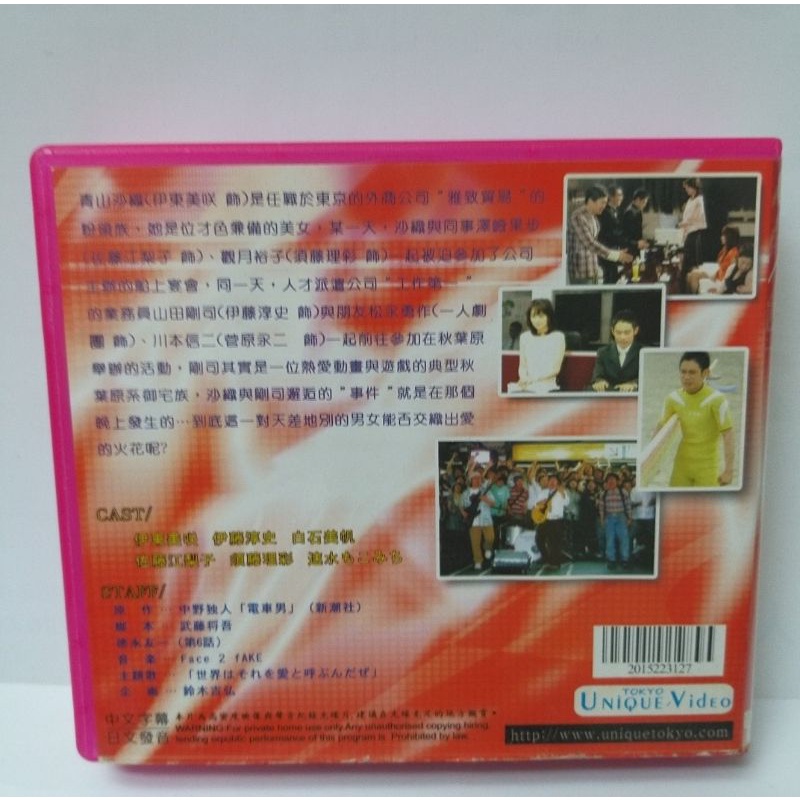 青山沙織(伊東美咲 飾)是任職於東京的外商公司“雅致貿易”的
粉領族、她是位才色兼備的美女，某一天，沙織與同事澤崎果步
(佐藤江梨子 飾)、觀月裕子(須藤理彩 飾)一起被迫參加了公司
主辦的船上宴會，同一天，人才派遣公司“工作第一”
的業務員山田剛司(伊藤淳史 飾)與朋友松永勇作(一人劇
團 飾)、川本信二(菅原永二 飾)一起前往參加在秋葉原
舉辦的活動，剛司其實是一位熱愛動畫與遊戲的典型秋
葉原系御宅族，沙織與剛司邂逅的“事件”就是在那個
晚上發生的…到底這一對天差地別的男女能否交織出愛
的火花呢?
CAST/
伊東美咲 伊藤淳史 白石美帆
佐藤江梨子 須藤理彩 速水もこみち
STAFF/
原 作… 中野独人「電車男」（新潮社）
脚 本… 武藤将吾
徳永友一（第6話）
音 楽… Face 2 fAKE
主題歌…「世界はそれを愛と呼ぶんだぜ」
企 画… 鈴木吉弘
中文字幕
日文發音
WARNING:For private home use only.Any unauthorized copying.hiring.
lending republic performance of this program is Prohibited by law.
2015223127
TOKYO
UNIQUE-VIDEO
http://www.uniquetokyo.com